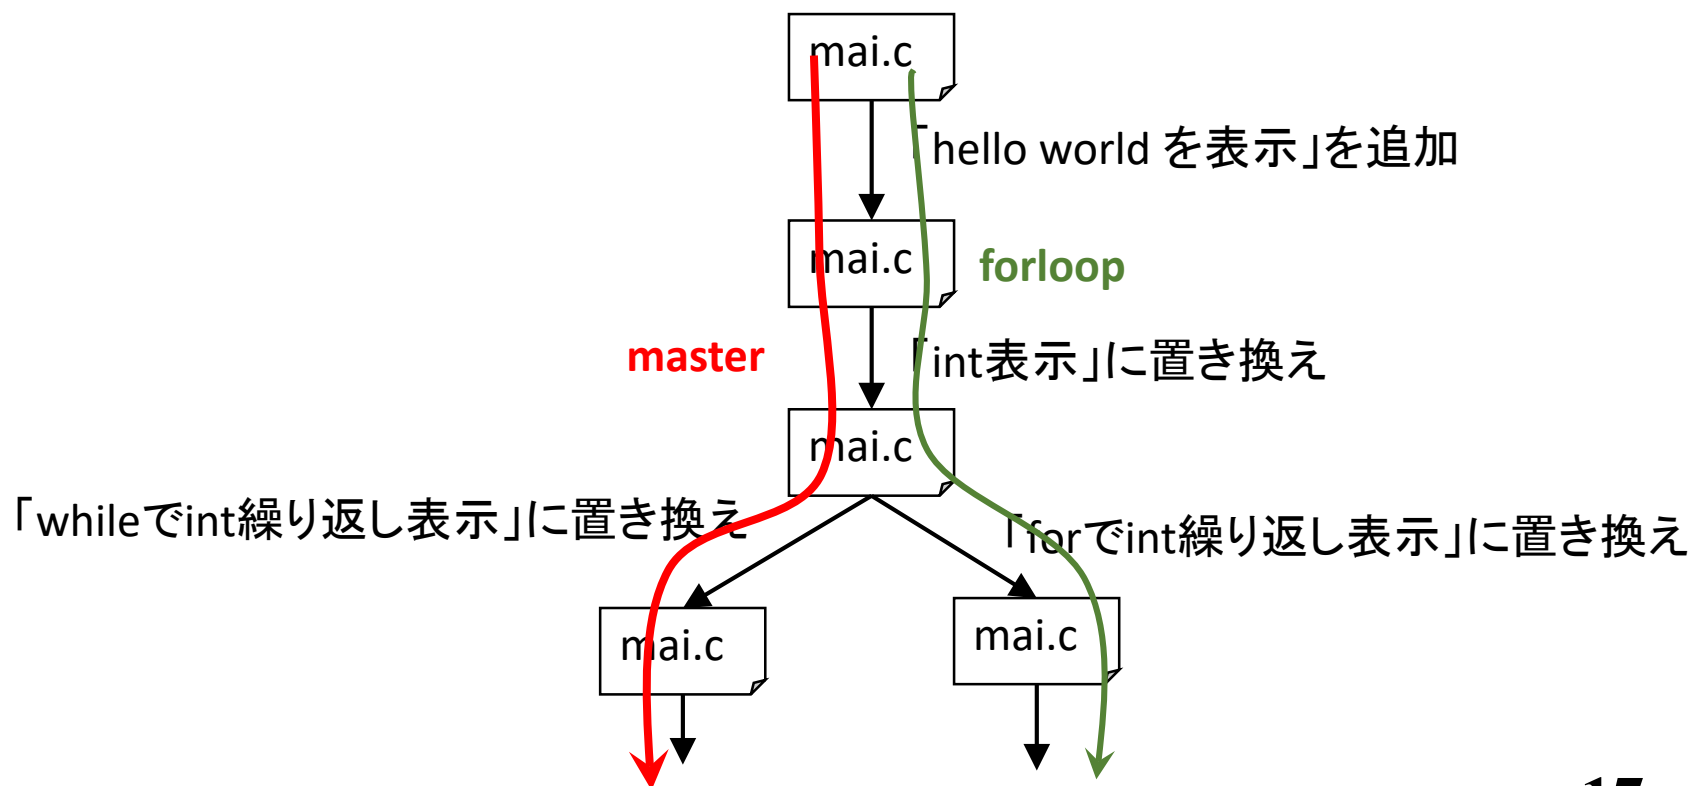 mai.c
「hello world を表示」を追加
mai.c
forloop
master
「int表示」に置き換え
mai.c
「whileでint繰り返し表示」に置き換え
「forでint繰り返し表示」に置き換え
mai.c
mai.c